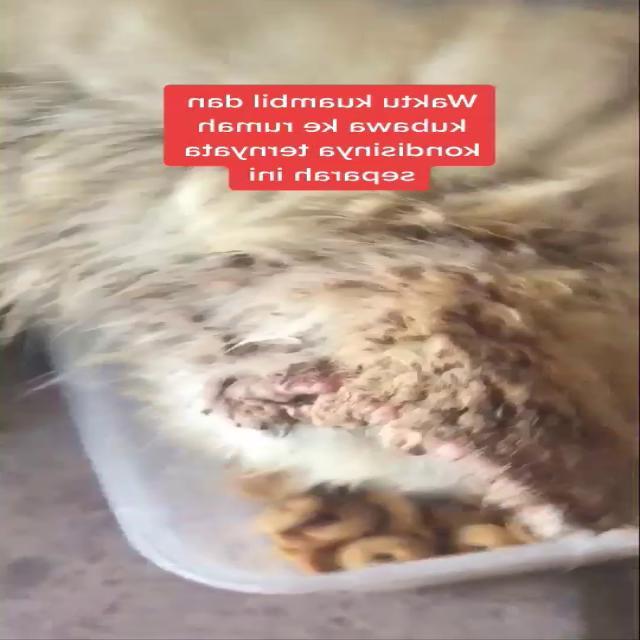 Waktu kuambil dan
kubawa ke rumah
kondisinya ternyata
separah ini